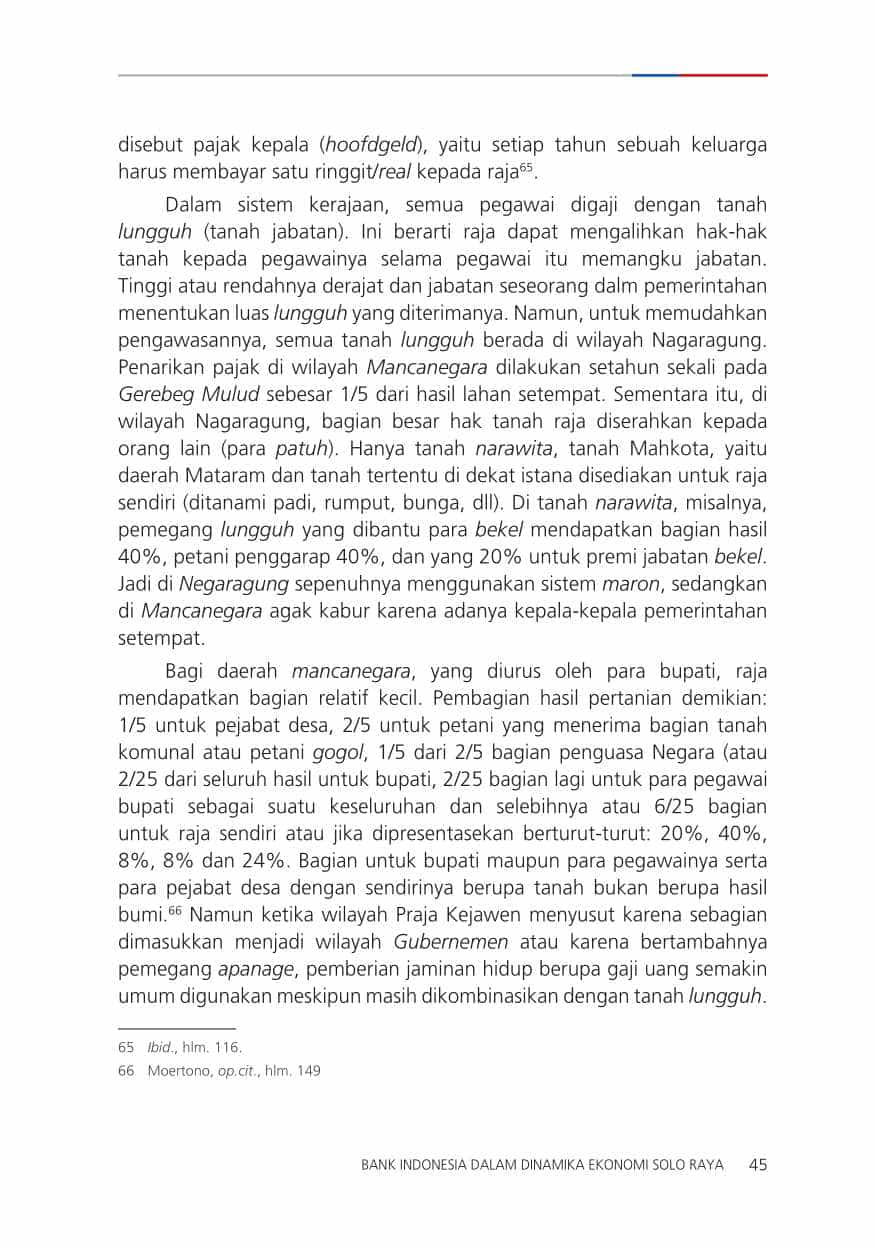 disebut pajak kepala (hoofdgeld), yaitu setiap tahun sebuah keluarga
harus membayar satu ringgit/real kepada raja⁶⁵.
Dalam sistem kerajaan, semua pegawai digaji dengan tanah
lungguh (tanah jabatan). Ini berarti raja dapat mengalihkan hak-hak
tanah kepada pegawainya selama pegawai itu memangku jabatan.
Tinggi atau rendahnya derajat dan jabatan seseorang dalm pemerintahan
menentukan luas lungguh yang diterimanya. Namun, untuk memudahkan
pengawasannya, semua tanah lungguh berada di wilayah Nagaragung.
Penarikan pajak di wilayah Mancanegara dilakukan setahun sekali pada
Gerebeg Mulud sebesar 1/5 dari hasil lahan setempat. Sementara itu, di
wilayah Nagaragung, bagian besar hak tanah raja diserahkan kepada
orang lain (para patuh). Hanya tanah narawita, tanah Mahkota, yaitu
daerah Mataram dan tanah tertentu di dekat istana disediakan untuk raja
sendiri (ditanami padi, rumput, bunga, dll). Di tanah narawita, misalnya,
pemegang lungguh yang dibantu para bekel mendapatkan bagian hasil
40%, petani penggarap 40%, dan yang 20% untuk premi jabatan bekel.
Jadi di Negaragung sepenuhnya menggunakan sistem maron, sedangkan
di Mancanegara agak kabur karena adanya kepala-kepala pemerintahan
setempat.
Bagi daerah mancanegara, yang diurus oleh para bupati, raja
mendapatkan bagian relatif kecil. Pembagian hasil pertanian demikian:
1/5 untuk pejabat desa, 2/5 untuk petani yang menerima bagian tanah
komunal atau petani gogol, 1/5 dari 2/5 bagian penguasa Negara (atau
2/25 dari seluruh hasil untuk bupati, 2/25 bagian lagi untuk para pegawai
bupati sebagai suatu keseluruhan dan selebihnya atau 6/25 bagian
untuk raja sendiri atau jika dipresentasekan berturut-turut: 20%, 40%,
8%, 8% dan 24%. Bagian untuk bupati maupun para pegawainya serta
para pejabat desa dengan sendirinya berupa tanah bukan berupa hasil
bumi.⁶⁶ Namun ketika wilayah Praja Kejawen menyusut karena sebagian
dimasukkan menjadi wilayah Gubernemen atau karena bertambahnya
pemegang apanage, pemberian jaminan hidup berupa gaji uang semakin
umum digunakan meskipun masih dikombinasikan dengan tanah lungguh.
65 Ibid., hlm. 116.
66 Moertono, op.cit., hlm. 149
BANK INDONESIA DALAM DINAMIKA EKONOMI SOLO RAYA 45